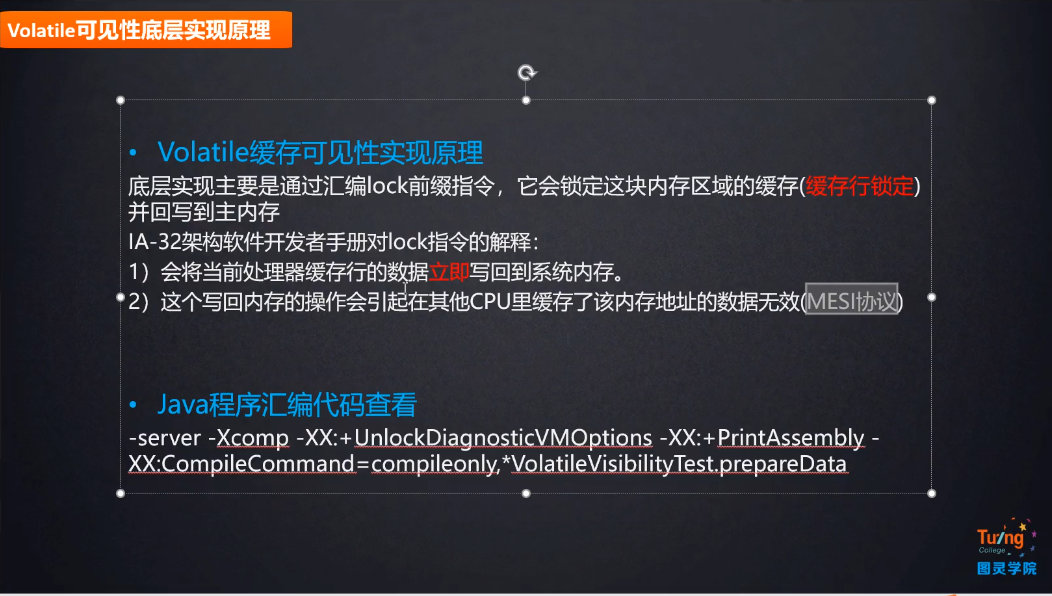 Volatile可见性底层实现原理
• Volatile缓存可见性实现原理
底层实现主要是通过汇编lock前缀指令，它会锁定这块内存区域的缓存(缓存行锁定)
并回写到主内存
IA-32架构软件开发者手册对lock指令的解释：
1）会将当前处理器缓存行的数据立即写回到系统内存。
2）这个写回内存的操作会引起在其他CPU里缓存了该内存地址的数据无效(MESI协议)
• Java程序汇编代码查看
-server -Xcomp -XX:+UnlockDiagnosticVMOptions -XX:+PrintAssembly -
XX:CompileCommand=compileonly,*VolatileVisibilityTest.prepareData
Tuling
College
图灵学院